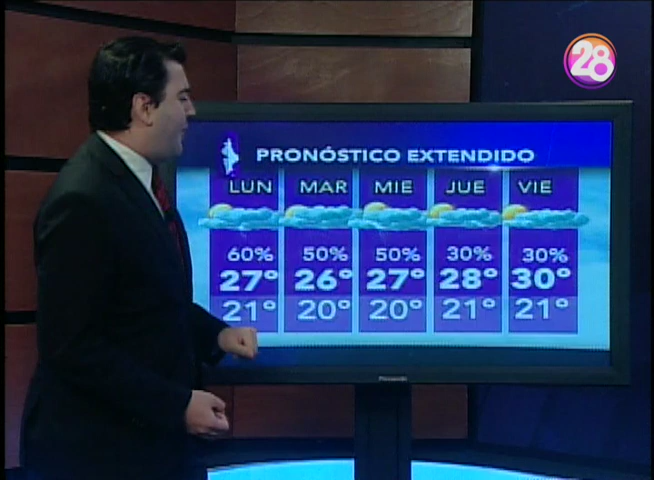 28
PRONÓSTICO EXTENDIDO
LUN MAR MIE JUE VIE
60% 50% 50% 30% 30%
27° 26° 27° 28° 30°
21° 20° 20° 21° 21°
Panasonic